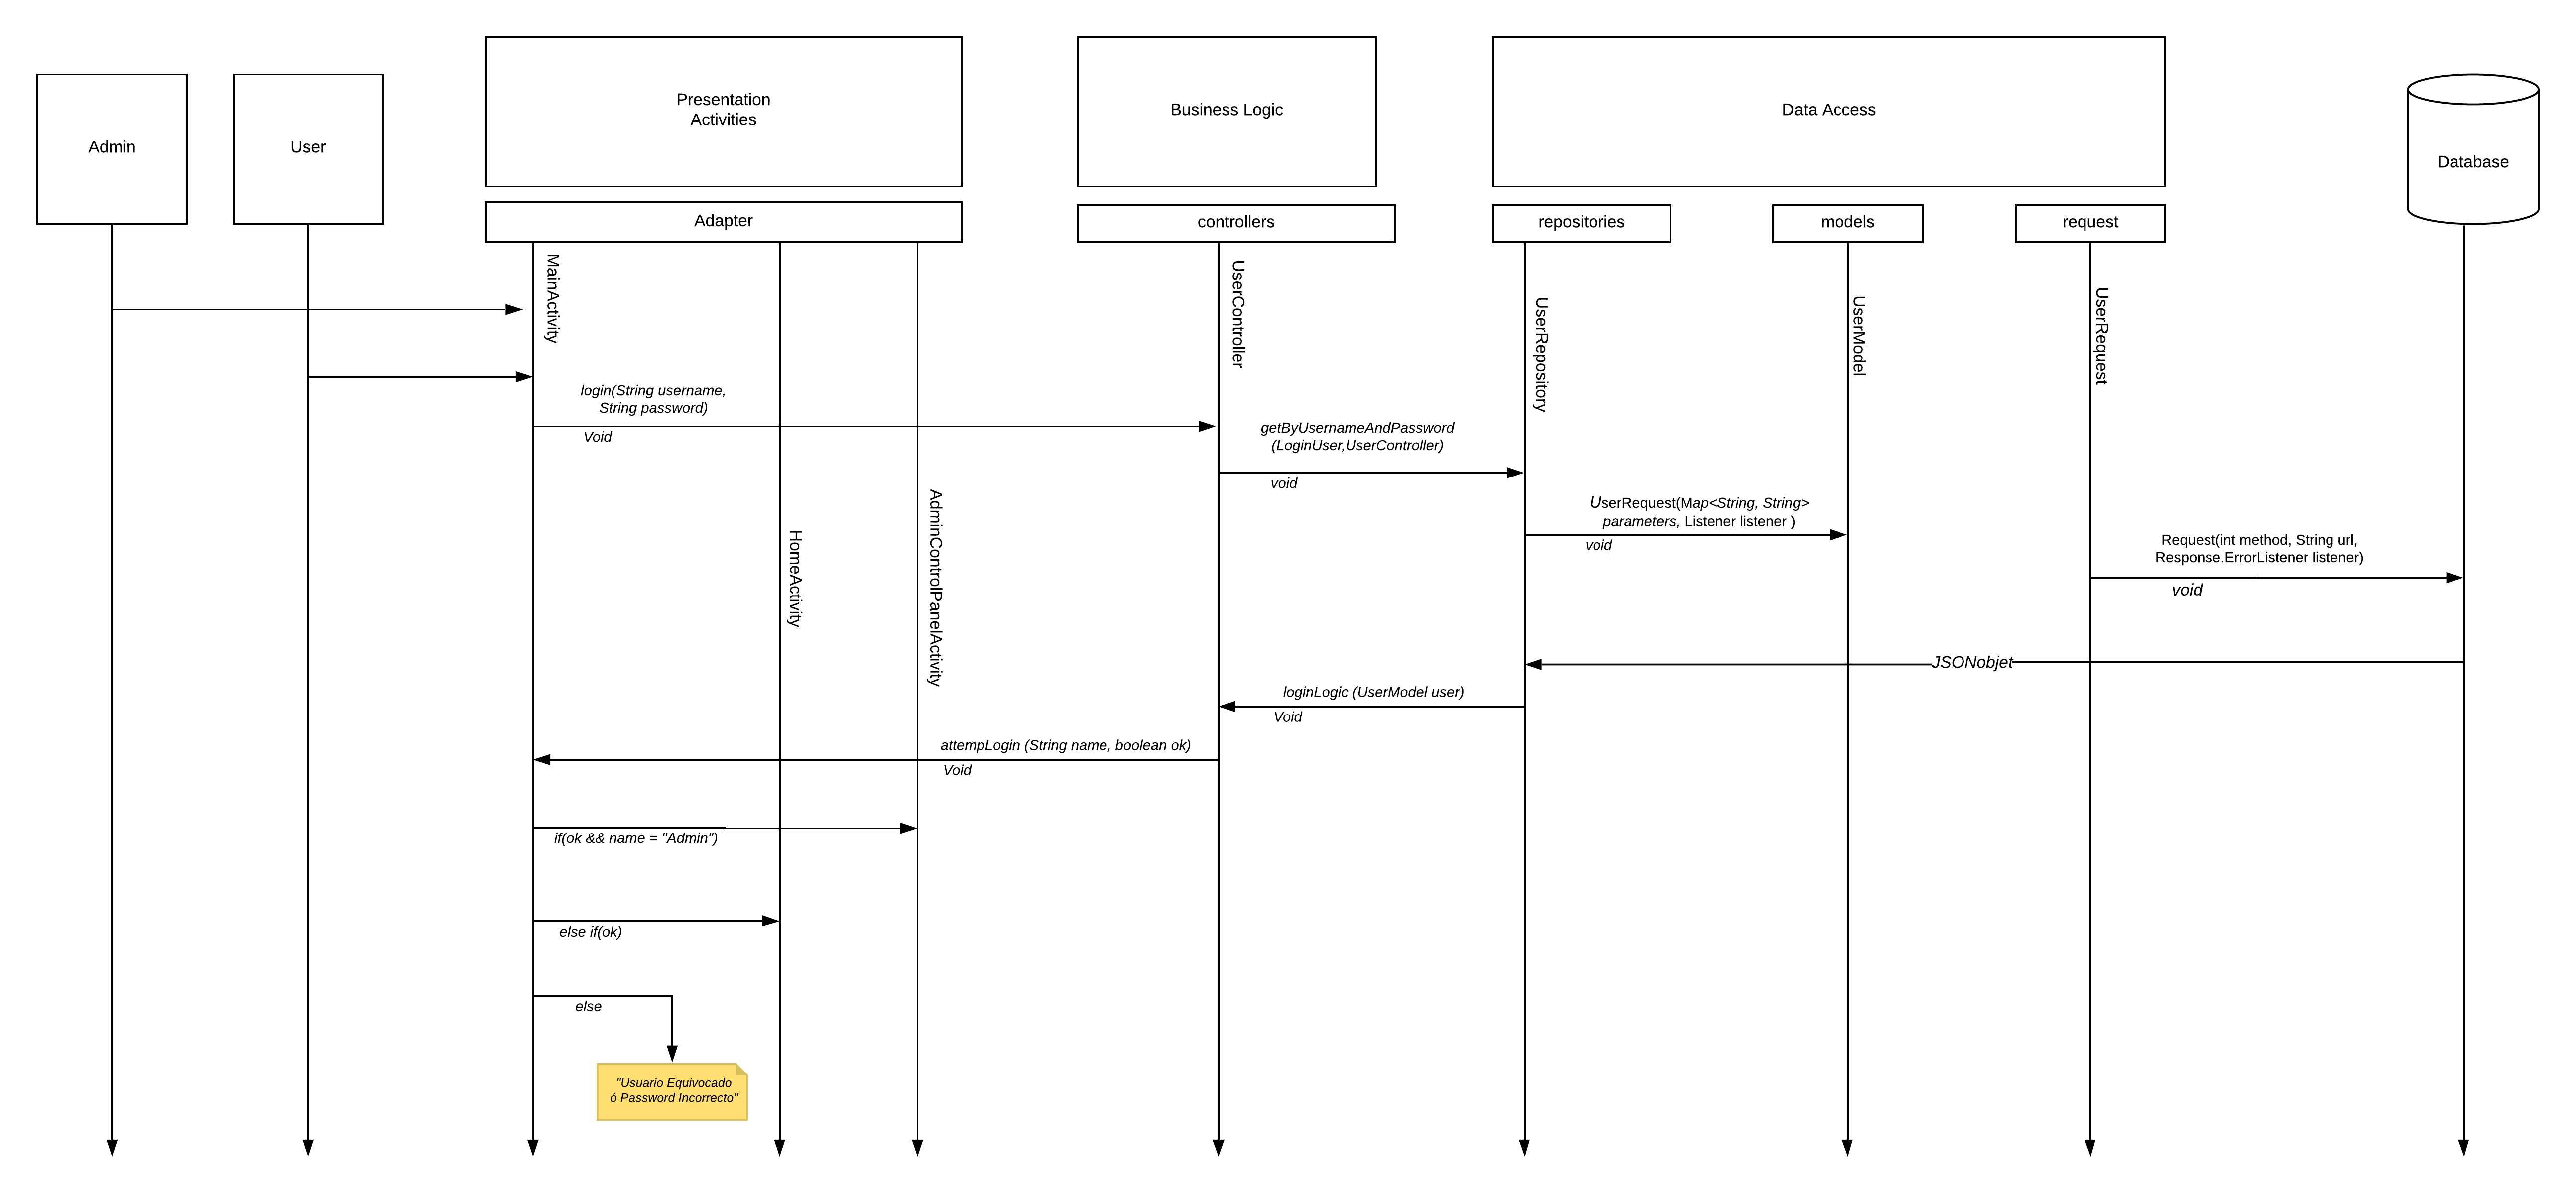 Admin
User
Presentation
Activities
Business Logic
Data Access
Database
Adapter
controllers
repositories
models
request
MainActivity
UserController
UserRepository
UserModel
UserRequest
login(String username,
String password)
Void
getByUsernameAndPassword
(LoginUser,UserController)
void
HomeActivity
AdminControlPanelActivity
UserRequest(Map<String, String>
parameters, Listener listener )
void
Request(int method, String url,
Response.ErrorListener listener)
void
JSONobjet
loginLogic (UserModel user)
Void
attempLogin (String name, boolean ok)
Void
if(ok && name = "Admin")
else if(ok)
else
"Usuario Equivocado
ó Password Incorrecto"